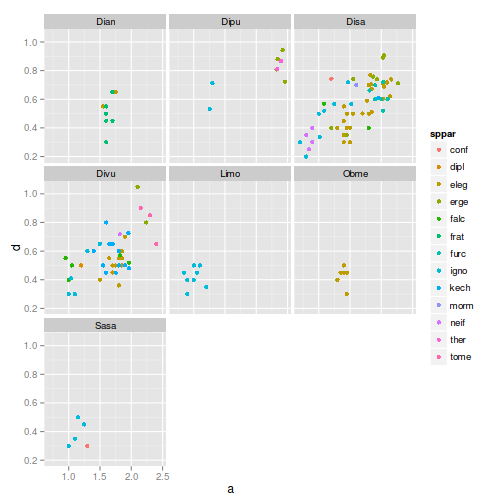 Dian Dipu Disa
1.0
0.8
0.6
0.4
0.2
Divu Limo Obme
1.0
0.8
0.6
0.4
0.2
d
Sasa
1.0
0.8
0.6
0.4
0.2
1.0 1.5 2.0 2.5
a
sppar
conf
dipl
eleg
erge
falc
frat
furc
igno
kech
morm
neif
ther
tome